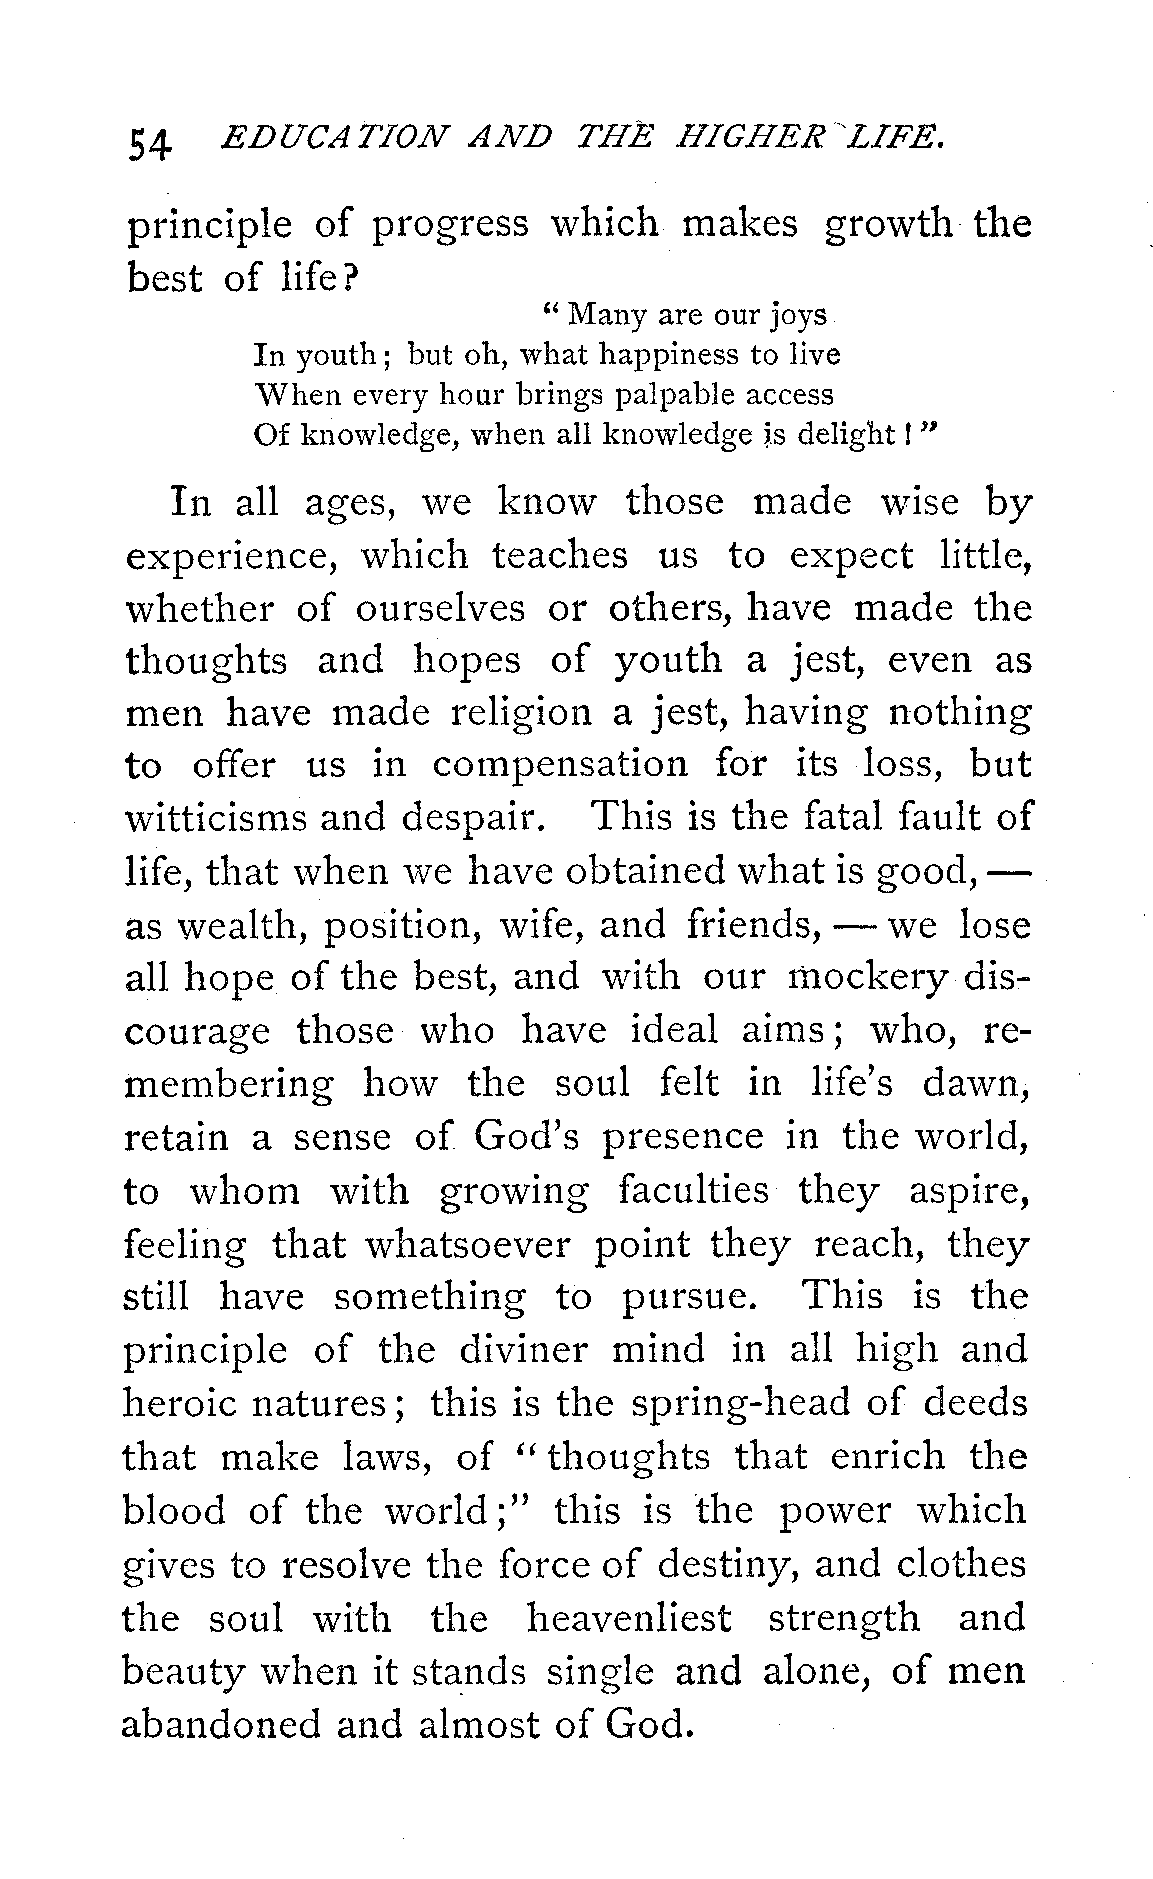 54 EDUCATION AND THE HIGHER LIFE.
principle of progress which makes growth the
best of life?
“ Many are our joys
In youth ; but oh, what happiness to live
When every hour brings palpable access
Of knowledge, when all knowledge is delight ! ”
In all ages, we know those made wise by
experience, which teaches us to expect little,
whether of ourselves or others, have made the
thoughts and hopes of youth a jest, even as
men have made religion a jest, having nothing
to offer us in compensation for its loss, but
witticisms and despair. This is the fatal fault of
life, that when we have obtained what is good, —
as wealth, position, wife, and friends, — we lose
all hope of the best, and with our mockery dis-
courage those who have ideal aims ; who, re-
membering how the soul felt in life’s dawn,
retain a sense of God’s presence in the world,
to whom with growing faculties they aspire,
feeling that whatsoever point they reach, they
still have something to pursue. This is the
principle of the diviner mind in all high and
heroic natures ; this is the spring-head of deeds
that make laws, of “ thoughts that enrich the
blood of the world ;” this is the power which
gives to resolve the force of destiny, and clothes
the soul with the heavenliest strength and
beauty when it stands single and alone, of men
abandoned and almost of God.